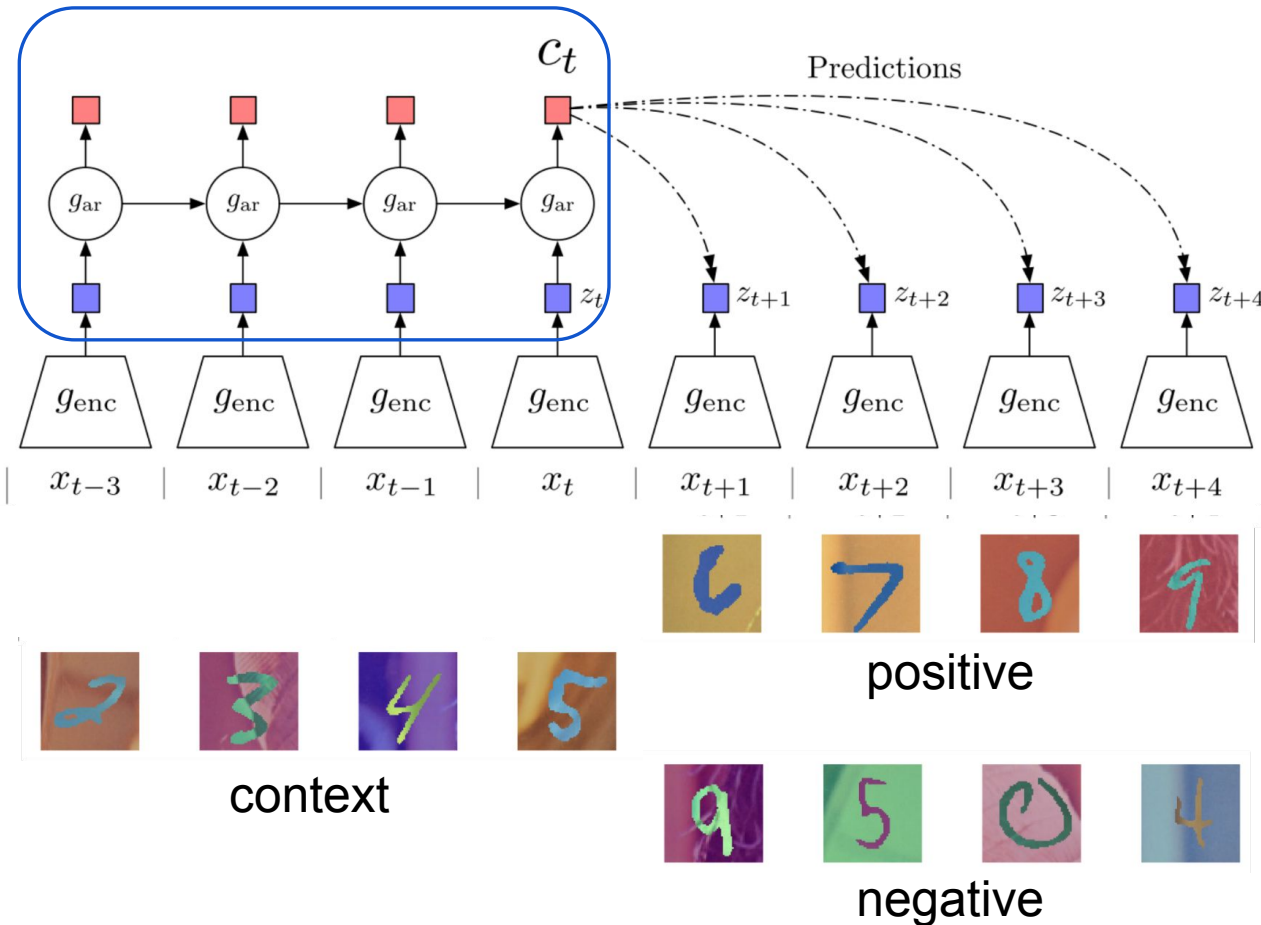 c_t
Predictions
g_ar g_ar g_ar g_ar
z_t z_{t+1} z_{t+2} z_{t+3} z_{t+4}
g_enc g_enc g_enc g_enc g_enc g_enc g_enc g_enc
| x_{t-3} | x_{t-2} | x_{t-1} | x_t | x_{t+1} | x_{t+2} | x_{t+3} | x_{t+4}
6 7 8 9
positive
2 3 4 5
context
9 5 0 4
negative